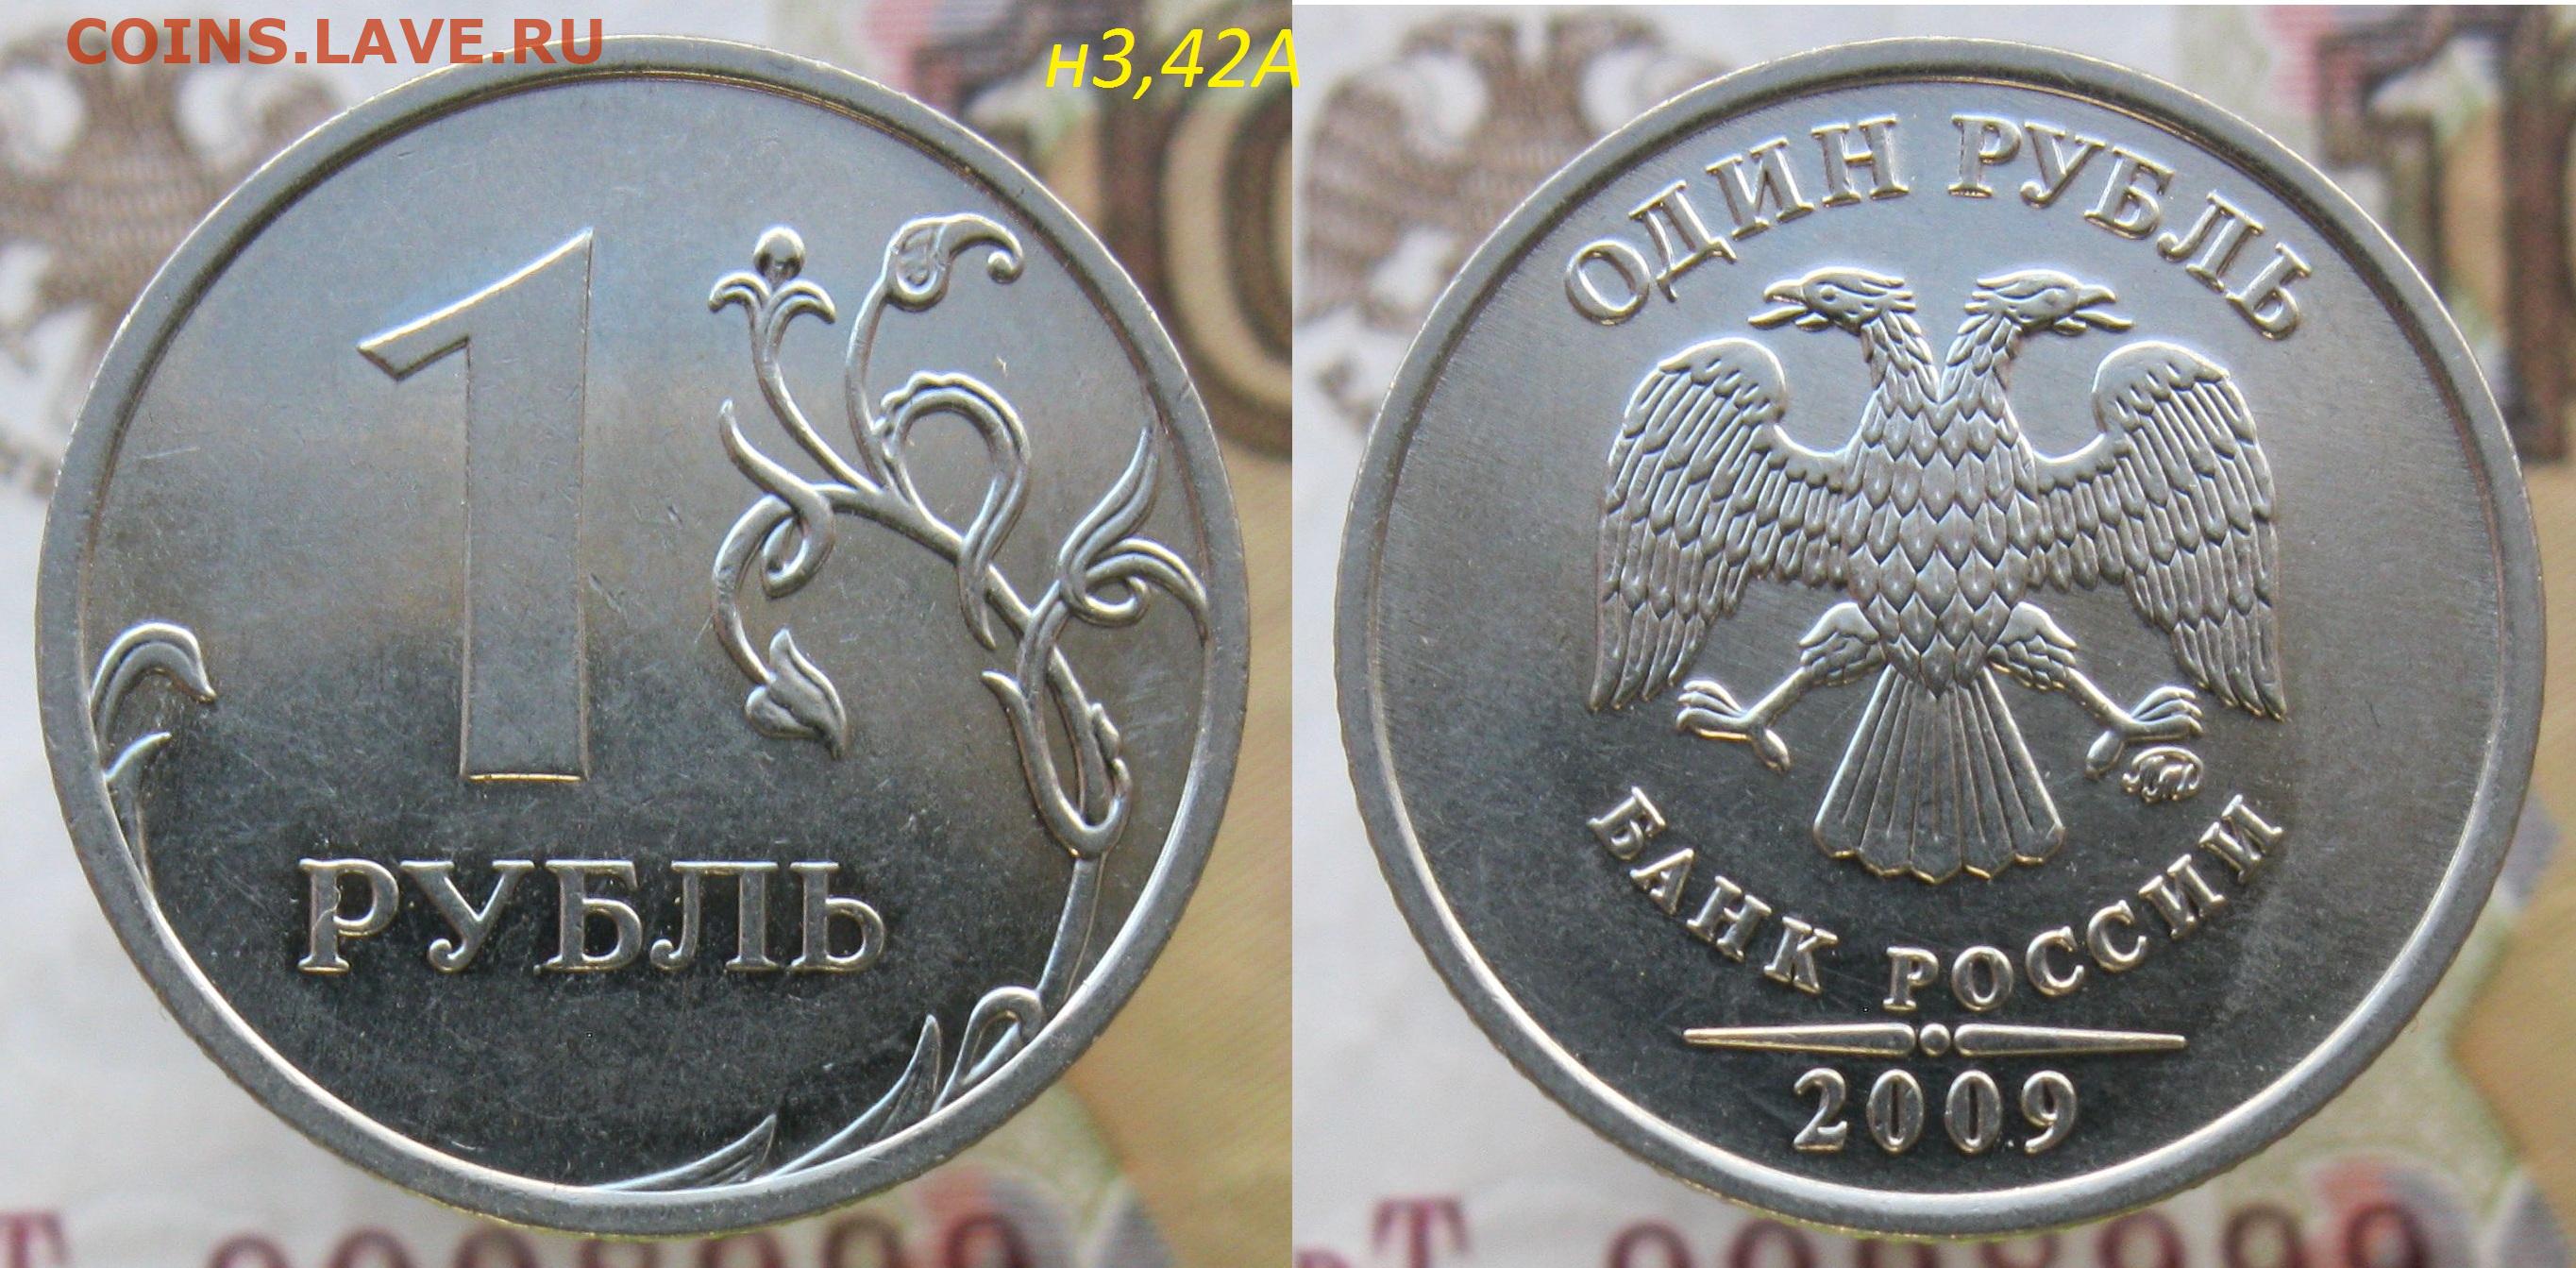 COINS.LAVE.RU
н3,42А
1
РУБЛЬ
ОДИН РУБЛЬ
БАНК РОССИИ
2009